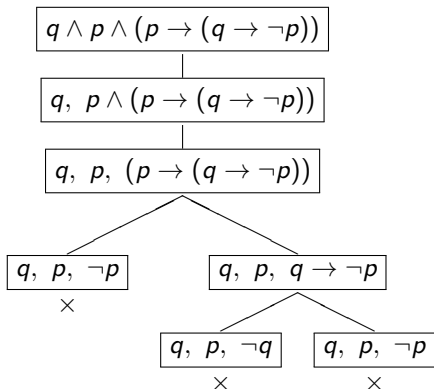 q ∧ p ∧ (p → (q → ¬p))
q, p ∧ (p → (q → ¬p))
q, p, (p → (q → ¬p))
q, p, ¬p
q, p, q → ¬p
×
q, p, ¬q
q, p, ¬p
×
×